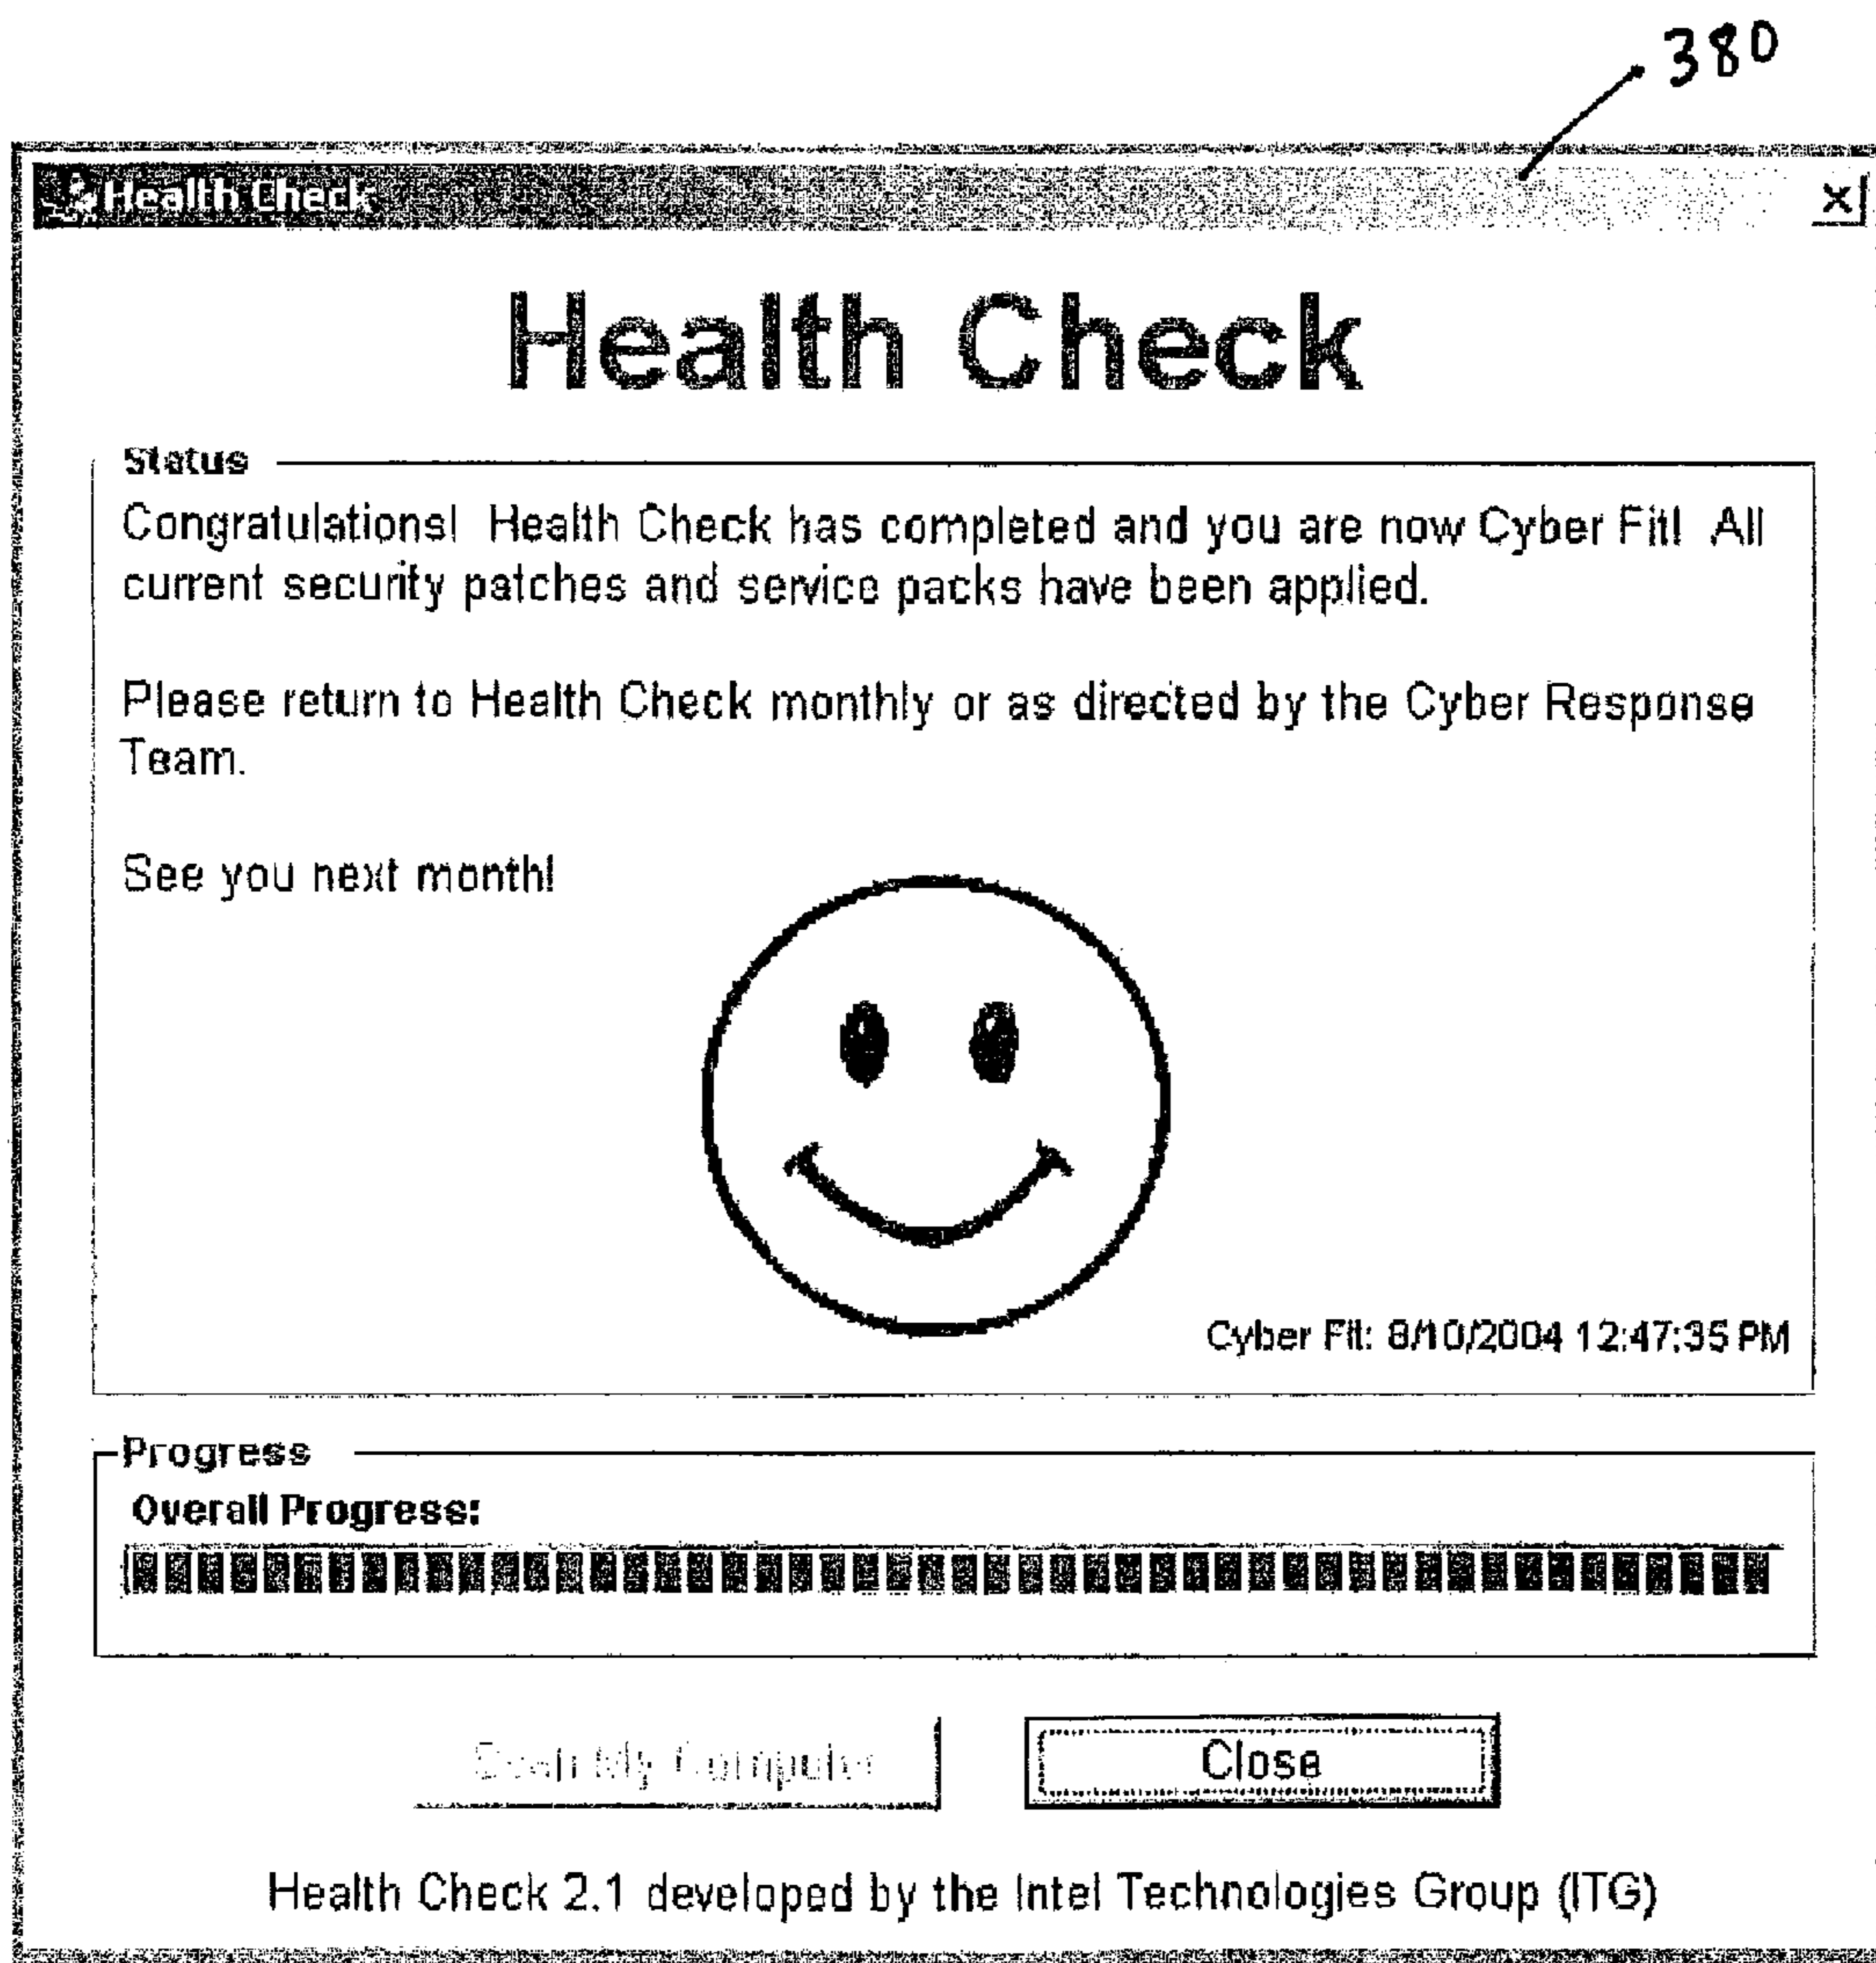 380
Health Check
Health Check
Status
Congratulations! Health Check has completed and you are now Cyber Fit! All
current security patches and service packs have been applied.
Please return to Health Check monthly or as directed by the Cyber Response
Team.
See you next month!
Cyber Fit: 8/10/2004 12:47:35 PM
Progress
Overall Progress:
Scan My Computer
Close
Health Check 2.1 developed by the Intel Technologies Group (ITG)